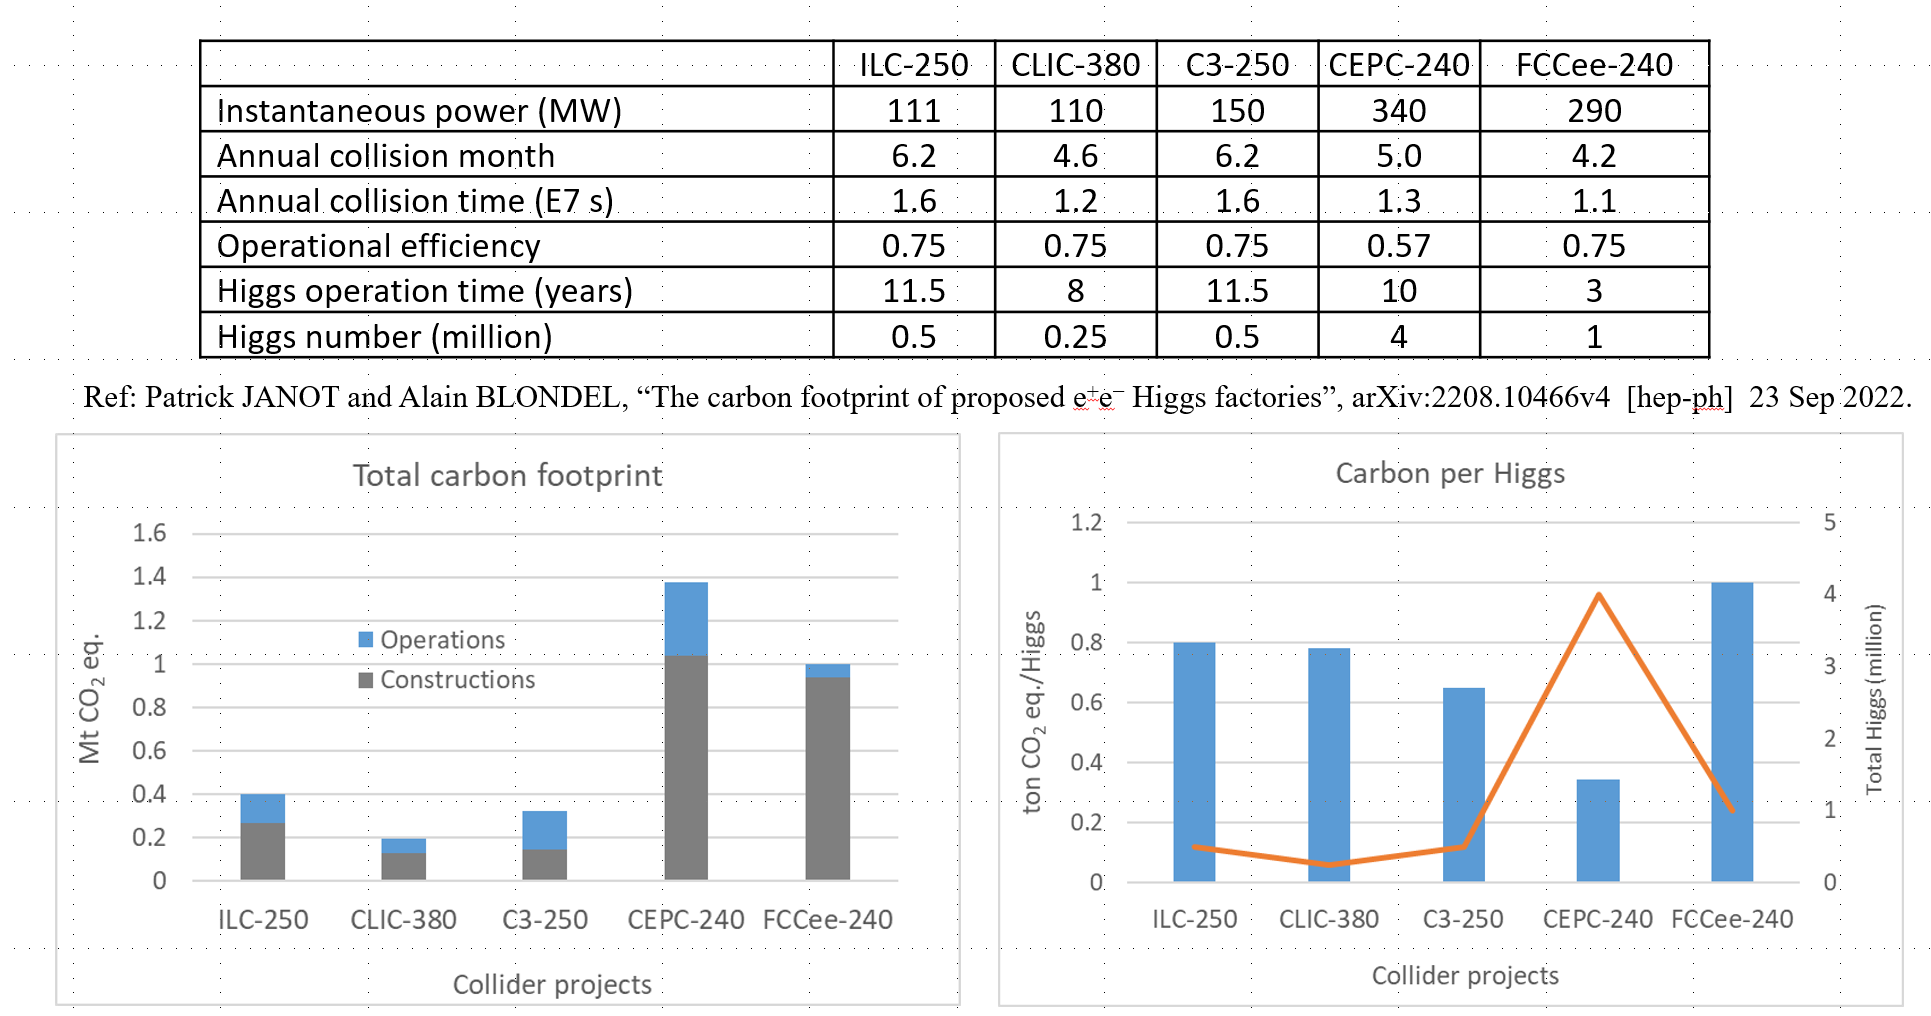 ILC-250 CLIC-380 C3-250 CEPC-240 FCCee-240
Instantaneous power (MW) 111 110 150 340 290
Annual collision month 6.2 4.6 6.2 5.0 4.2
Annual collision time (E7 s) 1.6 1.2 1.6 1.3 1.1
Operational efficiency 0.75 0.75 0.75 0.57 0.75
Higgs operation time (years) 11.5 8 11.5 10 3
Higgs number (million) 0.5 0.25 0.5 4 1
Ref: Patrick JANOT and Alain BLONDEL, “The carbon footprint of proposed e⁺e⁻ Higgs factories”, arXiv:2208.10466v4 [hep-ph] 23 Sep 2022.
Total carbon footprint
Mt CO₂ eq.
1.6
1.4
1.2
1
0.8
0.6
0.4
0.2
0
Operations
Constructions
ILC-250 CLIC-380 C3-250 CEPC-240 FCCee-240
Collider projects
Carbon per Higgs
ton CO₂ eq./Higgs
1.2
1
0.8
0.6
0.4
0.2
0
5
4
3
2
1
0
Total Higgs (million)
ILC-250 CLIC-380 C3-250 CEPC-240 FCCee-240
Collider projects